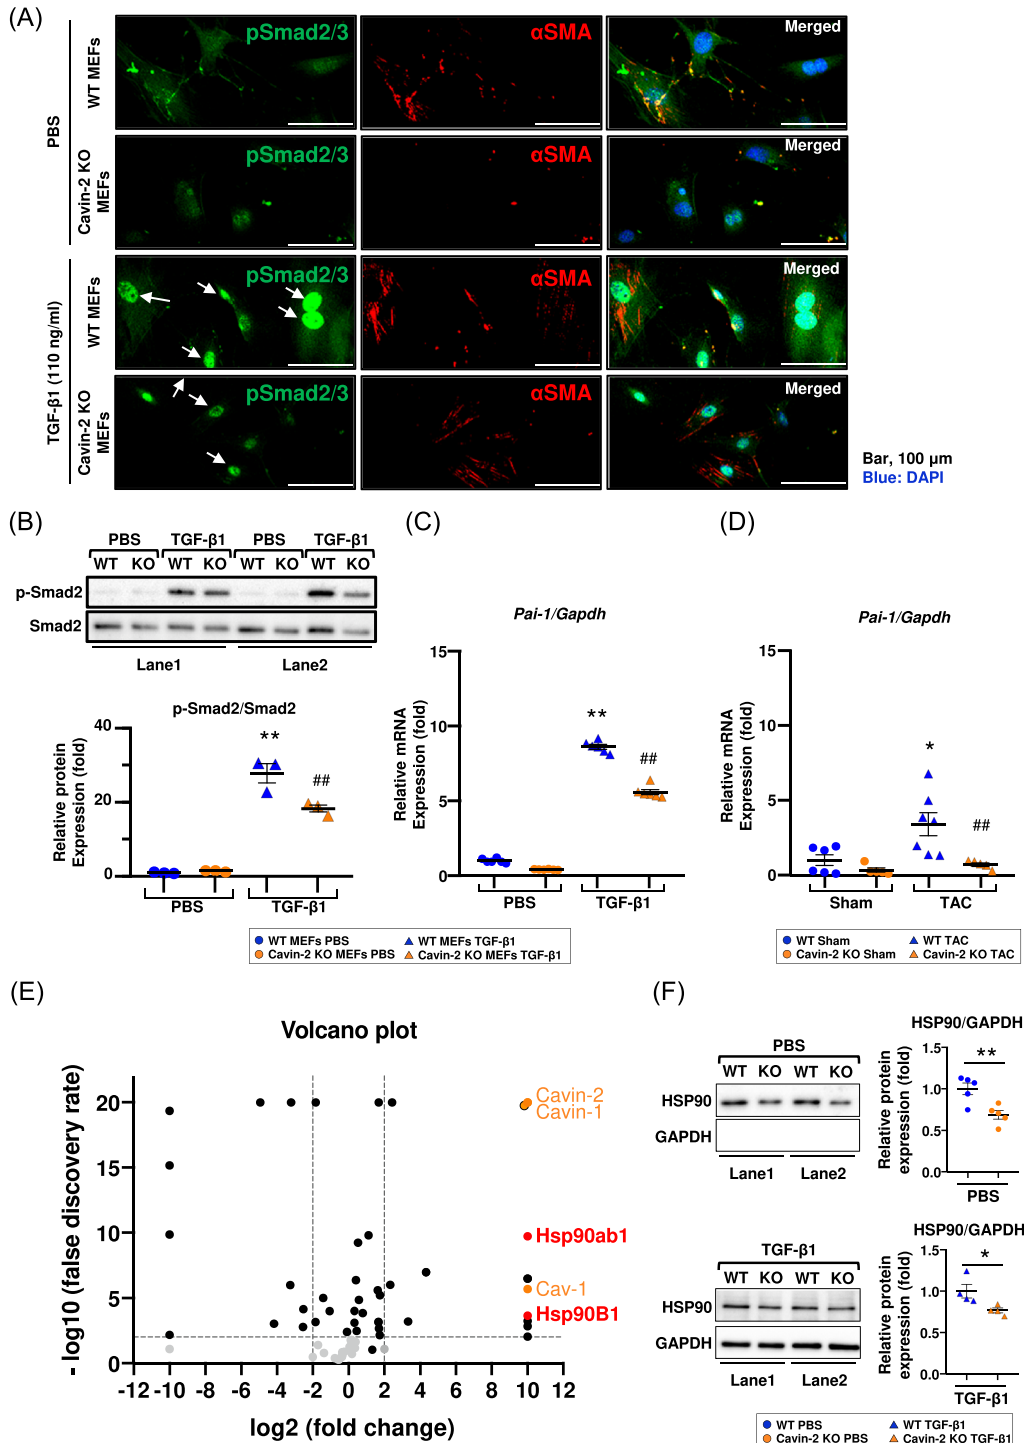 (A)
PBS
WT MEFs
pSmad2/3
αSMA
Merged
Cavin-2 KO
MEFs
pSmad2/3
αSMA
Merged
TGF-β1 (110 ng/ml)
WT MEFs
pSmad2/3
αSMA
Merged
Cavin-2 KO
MEFs
pSmad2/3
αSMA
Merged
Bar, 100 μm
Blue: DAPI
(B)
PBS TGF-β1 PBS TGF-β1
WT KO WT KO WT KO WT KO
p-Smad2
Smad2
Lane1 Lane2
p-Smad2/Smad2
Relative protein
Expression (fold)
40
20
0
**
##
PBS TGF-β1
(C)
Pai-1/Gapdh
Relative mRNA
Expression (fold)
15
10
5
0
**
##
PBS TGF-β1
WT MEFs PBS WT MEFs TGF-β1
Cavin-2 KO MEFs PBS Cavin-2 KO MEFs TGF-β1
(D)
Pai-1/Gapdh
Relative mRNA
Expression (fold)
15
10
5
0
*
##
Sham TAC
WT Sham WT TAC
Cavin-2 KO Sham Cavin-2 KO TAC
(E)
Volcano plot
- log10 (false discovery rate)
20
15
10
5
0
Cavin-2
Cavin-1
Hsp90ab1
Cav-1
Hsp90B1
-12 -10 -8 -6 -4 -2 0 2 4 6 8 10 12
log2 (fold change)
(F)
PBS
WT KO WT KO
HSP90
GAPDH
Lane1 Lane2
HSP90/GAPDH
Relative protein
expression (fold)
1.5
1.0
0.5
0.0
**
PBS
TGF-β1
WT KO WT KO
HSP90
GAPDH
Lane1 Lane2
HSP90/GAPDH
Relative protein
expression (fold)
1.5
1.0
0.5
0.0
*
TGF-β1
WT PBS WT TGF-β1
Cavin-2 KO PBS Cavin-2 KO TGF-β1